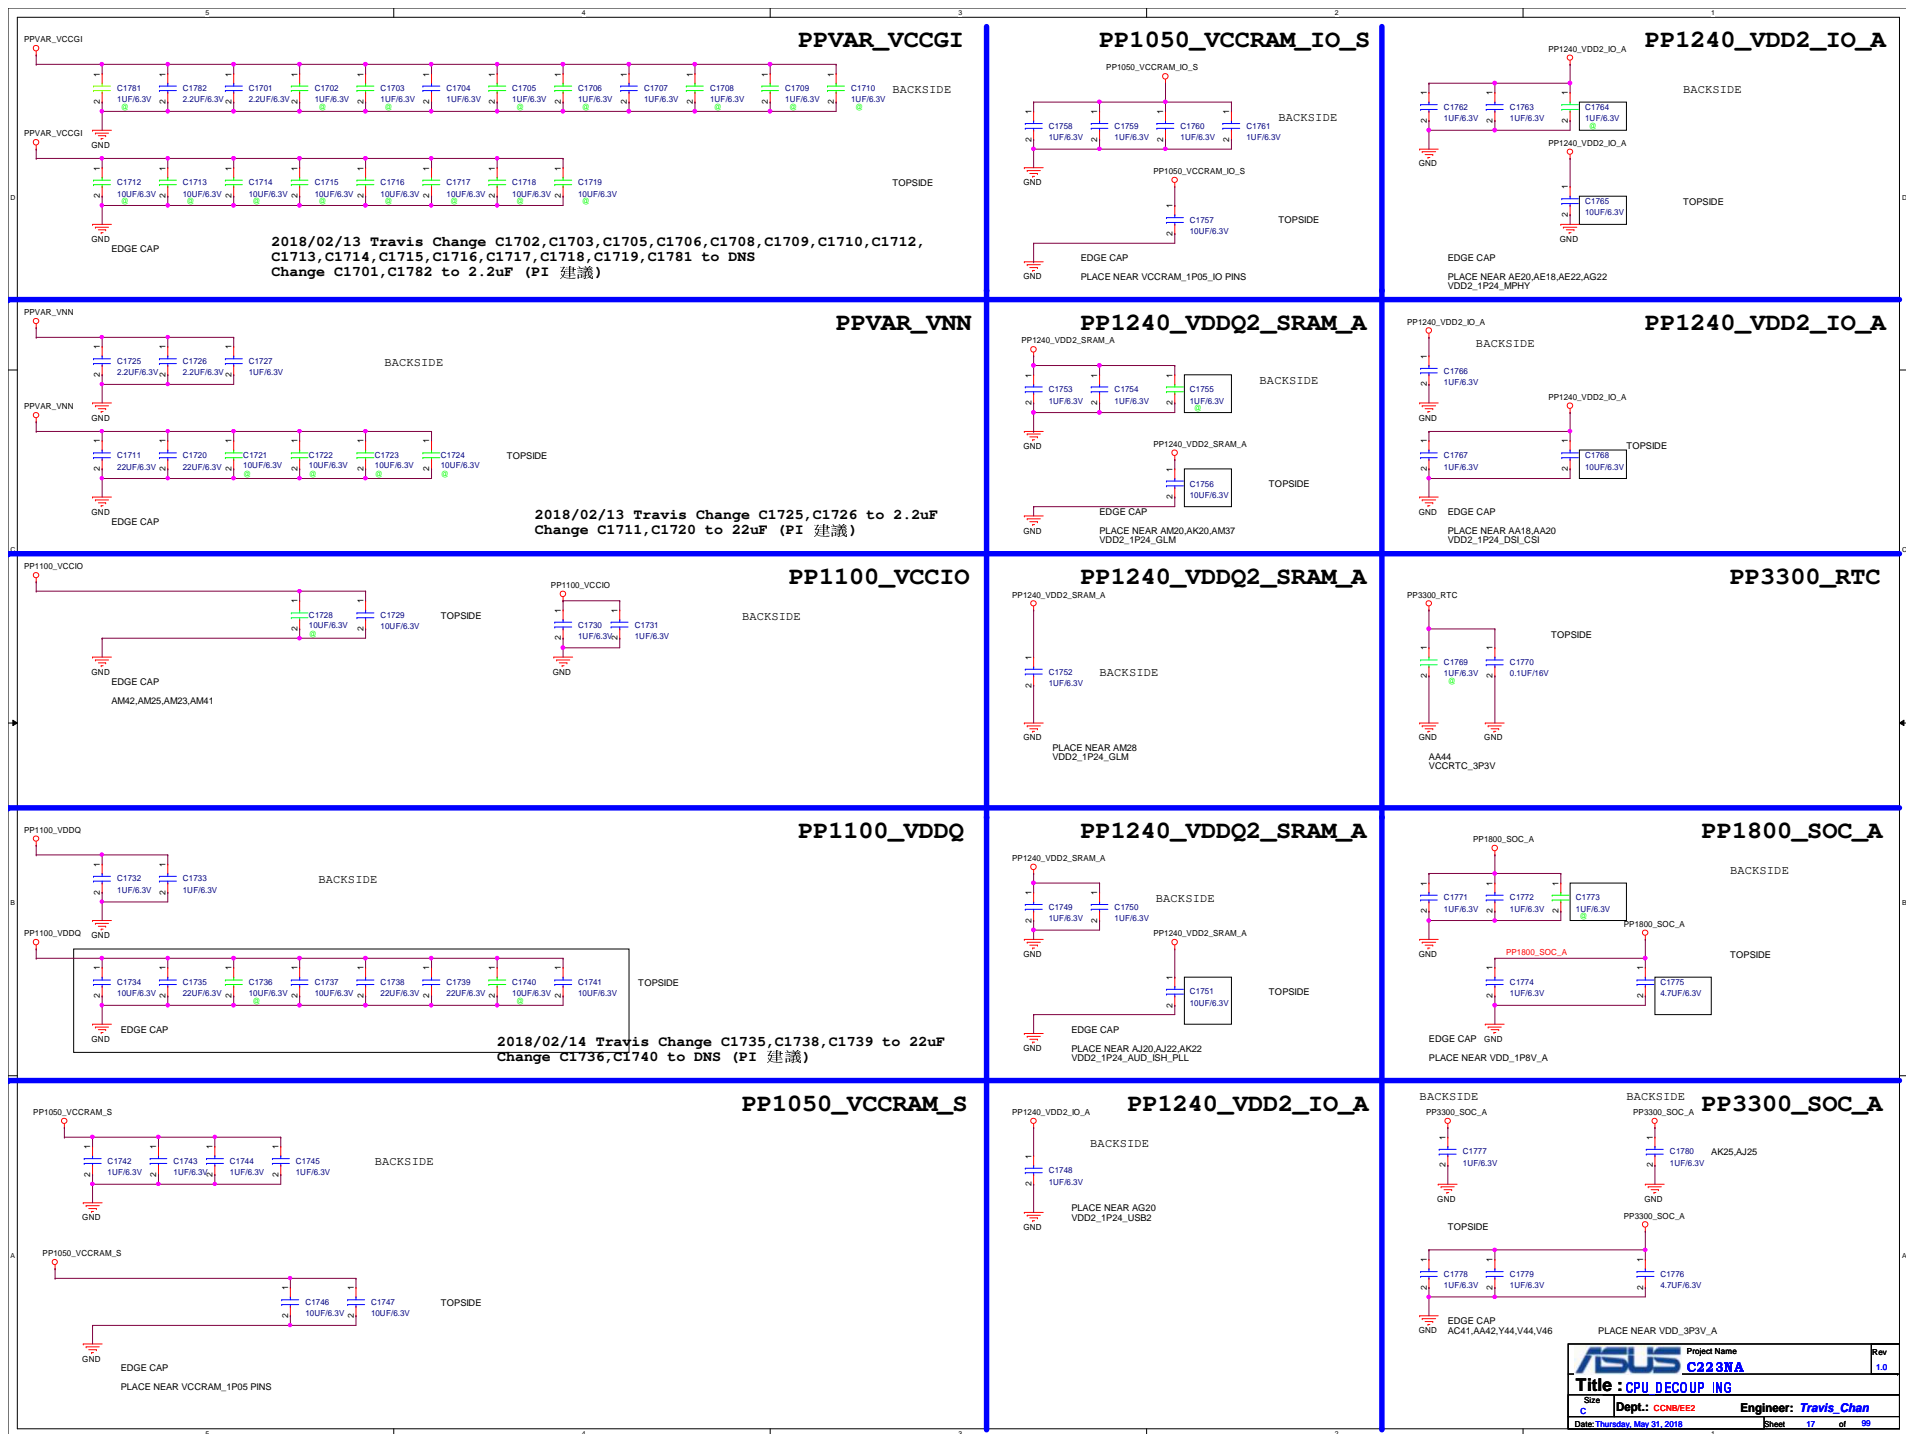 PPVAR_VCCGI
PPVAR_VCCGI
C1781 1UF/6.3V @
C1782 2.2UF/6.3V
C1701 2.2UF/6.3V
C1702 1UF/6.3V @
C1703 1UF/6.3V @
C1704 1UF/6.3V
C1705 1UF/6.3V @
C1706 1UF/6.3V @
C1707 1UF/6.3V
C1708 1UF/6.3V @
C1709 1UF/6.3V @
C1710 1UF/6.3V @
BACKSIDE
GND
PPVAR_VCCGI
C1712 10UF/6.3V @
C1713 10UF/6.3V @
C1714 10UF/6.3V @
C1715 10UF/6.3V @
C1716 10UF/6.3V @
C1717 10UF/6.3V @
C1718 10UF/6.3V @
C1719 10UF/6.3V @
TOPSIDE
GND
EDGE CAP
2018/02/13 Travis Change C1702,C1703,C1705,C1706,C1708,C1709,C1710,C1712,
C1713,C1714,C1715,C1716,C1717,C1718,C1719,C1781 to DNS
Change C1701,C1782 to 2.2uF (PI 建議)
PP1050_VCCRAM_IO_S
PP1050_VCCRAM_IO_S
C1758 1UF/6.3V
C1759 1UF/6.3V
C1760 1UF/6.3V
C1761 1UF/6.3V
BACKSIDE
GND
PP1050_VCCRAM_IO_S
C1757 10UF/6.3V
TOPSIDE
GND
EDGE CAP
PLACE NEAR VCCRAM_1P05_IO PINS
PP1240_VDD2_IO_A
PP1240_VDD2_IO_A
C1762 1UF/6.3V
C1763 1UF/6.3V
C1764 1UF/6.3V @
BACKSIDE
GND
PP1240_VDD2_IO_A
C1765 10UF/6.3V
TOPSIDE
GND
EDGE CAP
PLACE NEAR AE20,AE18,AE22,AG22
VDD2_1P24_MPHY
PPVAR_VNN
PPVAR_VNN
C1725 2.2UF/6.3V
C1726 2.2UF/6.3V
C1727 1UF/6.3V
BACKSIDE
GND
PPVAR_VNN
C1711 22UF/6.3V
C1720 22UF/6.3V
C1721 10UF/6.3V @
C1722 10UF/6.3V @
C1723 10UF/6.3V @
C1724 10UF/6.3V @
TOPSIDE
GND
EDGE CAP
2018/02/13 Travis Change C1725,C1726 to 2.2uF
Change C1711,C1720 to 22uF (PI 建議)
PP1240_VDDQ2_SRAM_A
PP1240_VDD2_SRAM_A
C1753 1UF/6.3V
C1754 1UF/6.3V
C1755 1UF/6.3V @
BACKSIDE
GND
PP1240_VDD2_SRAM_A
C1756 10UF/6.3V
TOPSIDE
GND
EDGE CAP
PLACE NEAR AM20,AK20,AM37
VDD2_1P24_GLM
PP1240_VDD2_IO_A
PP1240_VDD2_IO_A
BACKSIDE
C1766 1UF/6.3V
GND
PP1240_VDD2_IO_A
C1767 1UF/6.3V
C1768 10UF/6.3V
TOPSIDE
GND
EDGE CAP
PLACE NEAR AA18,AA20
VDD2_1P24_DSI_CSI
PP1100_VCCIO
PP1100_VCCIO
C1728 10UF/6.3V @
C1729 10UF/6.3V
TOPSIDE
GND
EDGE CAP
AM42,AM25,AM23,AM41
PP1100_VCCIO
C1730 1UF/6.3V
C1731 1UF/6.3V
BACKSIDE
GND
PP1240_VDDQ2_SRAM_A
PP1240_VDD2_SRAM_A
C1752 1UF/6.3V
BACKSIDE
GND
PLACE NEAR AM28
VDD2_1P24_GLM
PP3300_RTC
PP3300_RTC
TOPSIDE
C1769 1UF/6.3V @
C1770 0.1UF/16V
GND
GND
AA44
VCCRTC_3P3V
PP1100_VDDQ
PP1100_VDDQ
C1732 1UF/6.3V
C1733 1UF/6.3V
BACKSIDE
GND
PP1100_VDDQ
C1734 10UF/6.3V
C1735 22UF/6.3V
C1736 10UF/6.3V @
C1737 10UF/6.3V
C1738 22UF/6.3V
C1739 22UF/6.3V
C1740 10UF/6.3V @
C1741 10UF/6.3V
TOPSIDE
GND
EDGE CAP
2018/02/14 Travis Change C1735,C1738,C1739 to 22uF
Change C1736,C1740 to DNS (PI 建議)
PP1240_VDDQ2_SRAM_A
PP1240_VDD2_SRAM_A
C1749 1UF/6.3V
C1750 1UF/6.3V
BACKSIDE
GND
PP1240_VDD2_SRAM_A
C1751 10UF/6.3V
TOPSIDE
GND
EDGE CAP
PLACE NEAR AJ20,AJ22,AK22
VDD2_1P24_AUD_ISH_PLL
PP1800_SOC_A
PP1800_SOC_A
BACKSIDE
C1771 1UF/6.3V
C1772 1UF/6.3V
C1773 1UF/6.3V @
GND
PP1800_SOC_A
PP1800_SOC_A
TOPSIDE
C1774 1UF/6.3V
C1775 4.7UF/6.3V
GND
EDGE CAP
PLACE NEAR VDD_1P8V_A
PP1050_VCCRAM_S
PP1050_VCCRAM_S
C1742 1UF/6.3V
C1743 1UF/6.3V
C1744 1UF/6.3V
C1745 1UF/6.3V
BACKSIDE
GND
PP1050_VCCRAM_S
C1746 10UF/6.3V
C1747 10UF/6.3V
TOPSIDE
GND
EDGE CAP
PLACE NEAR VCCRAM_1P05 PINS
PP1240_VDD2_IO_A
PP1240_VDD2_IO_A
BACKSIDE
C1748 1UF/6.3V
GND
PLACE NEAR AG20
VDD2_1P24_USB2
PP3300_SOC_A
BACKSIDE
PP3300_SOC_A
C1777 1UF/6.3V
GND
BACKSIDE
PP3300_SOC_A
C1780 1UF/6.3V
AK25,AJ25
GND
TOPSIDE
PP3300_SOC_A
C1778 1UF/6.3V
C1779 1UF/6.3V
C1776 4.7UF/6.3V
GND
EDGE CAP
AC41,AA42,Y44,V44,V46
PLACE NEAR VDD_3P3V_A
ASUS
Project Name
C223NA
Rev
1.0
Title : CPU DECOUP ING
Size
C
Dept.: CCNB/EE2
Engineer: Travis_Chan
Date: Thursday, May 31, 2018
Sheet 17 of 99